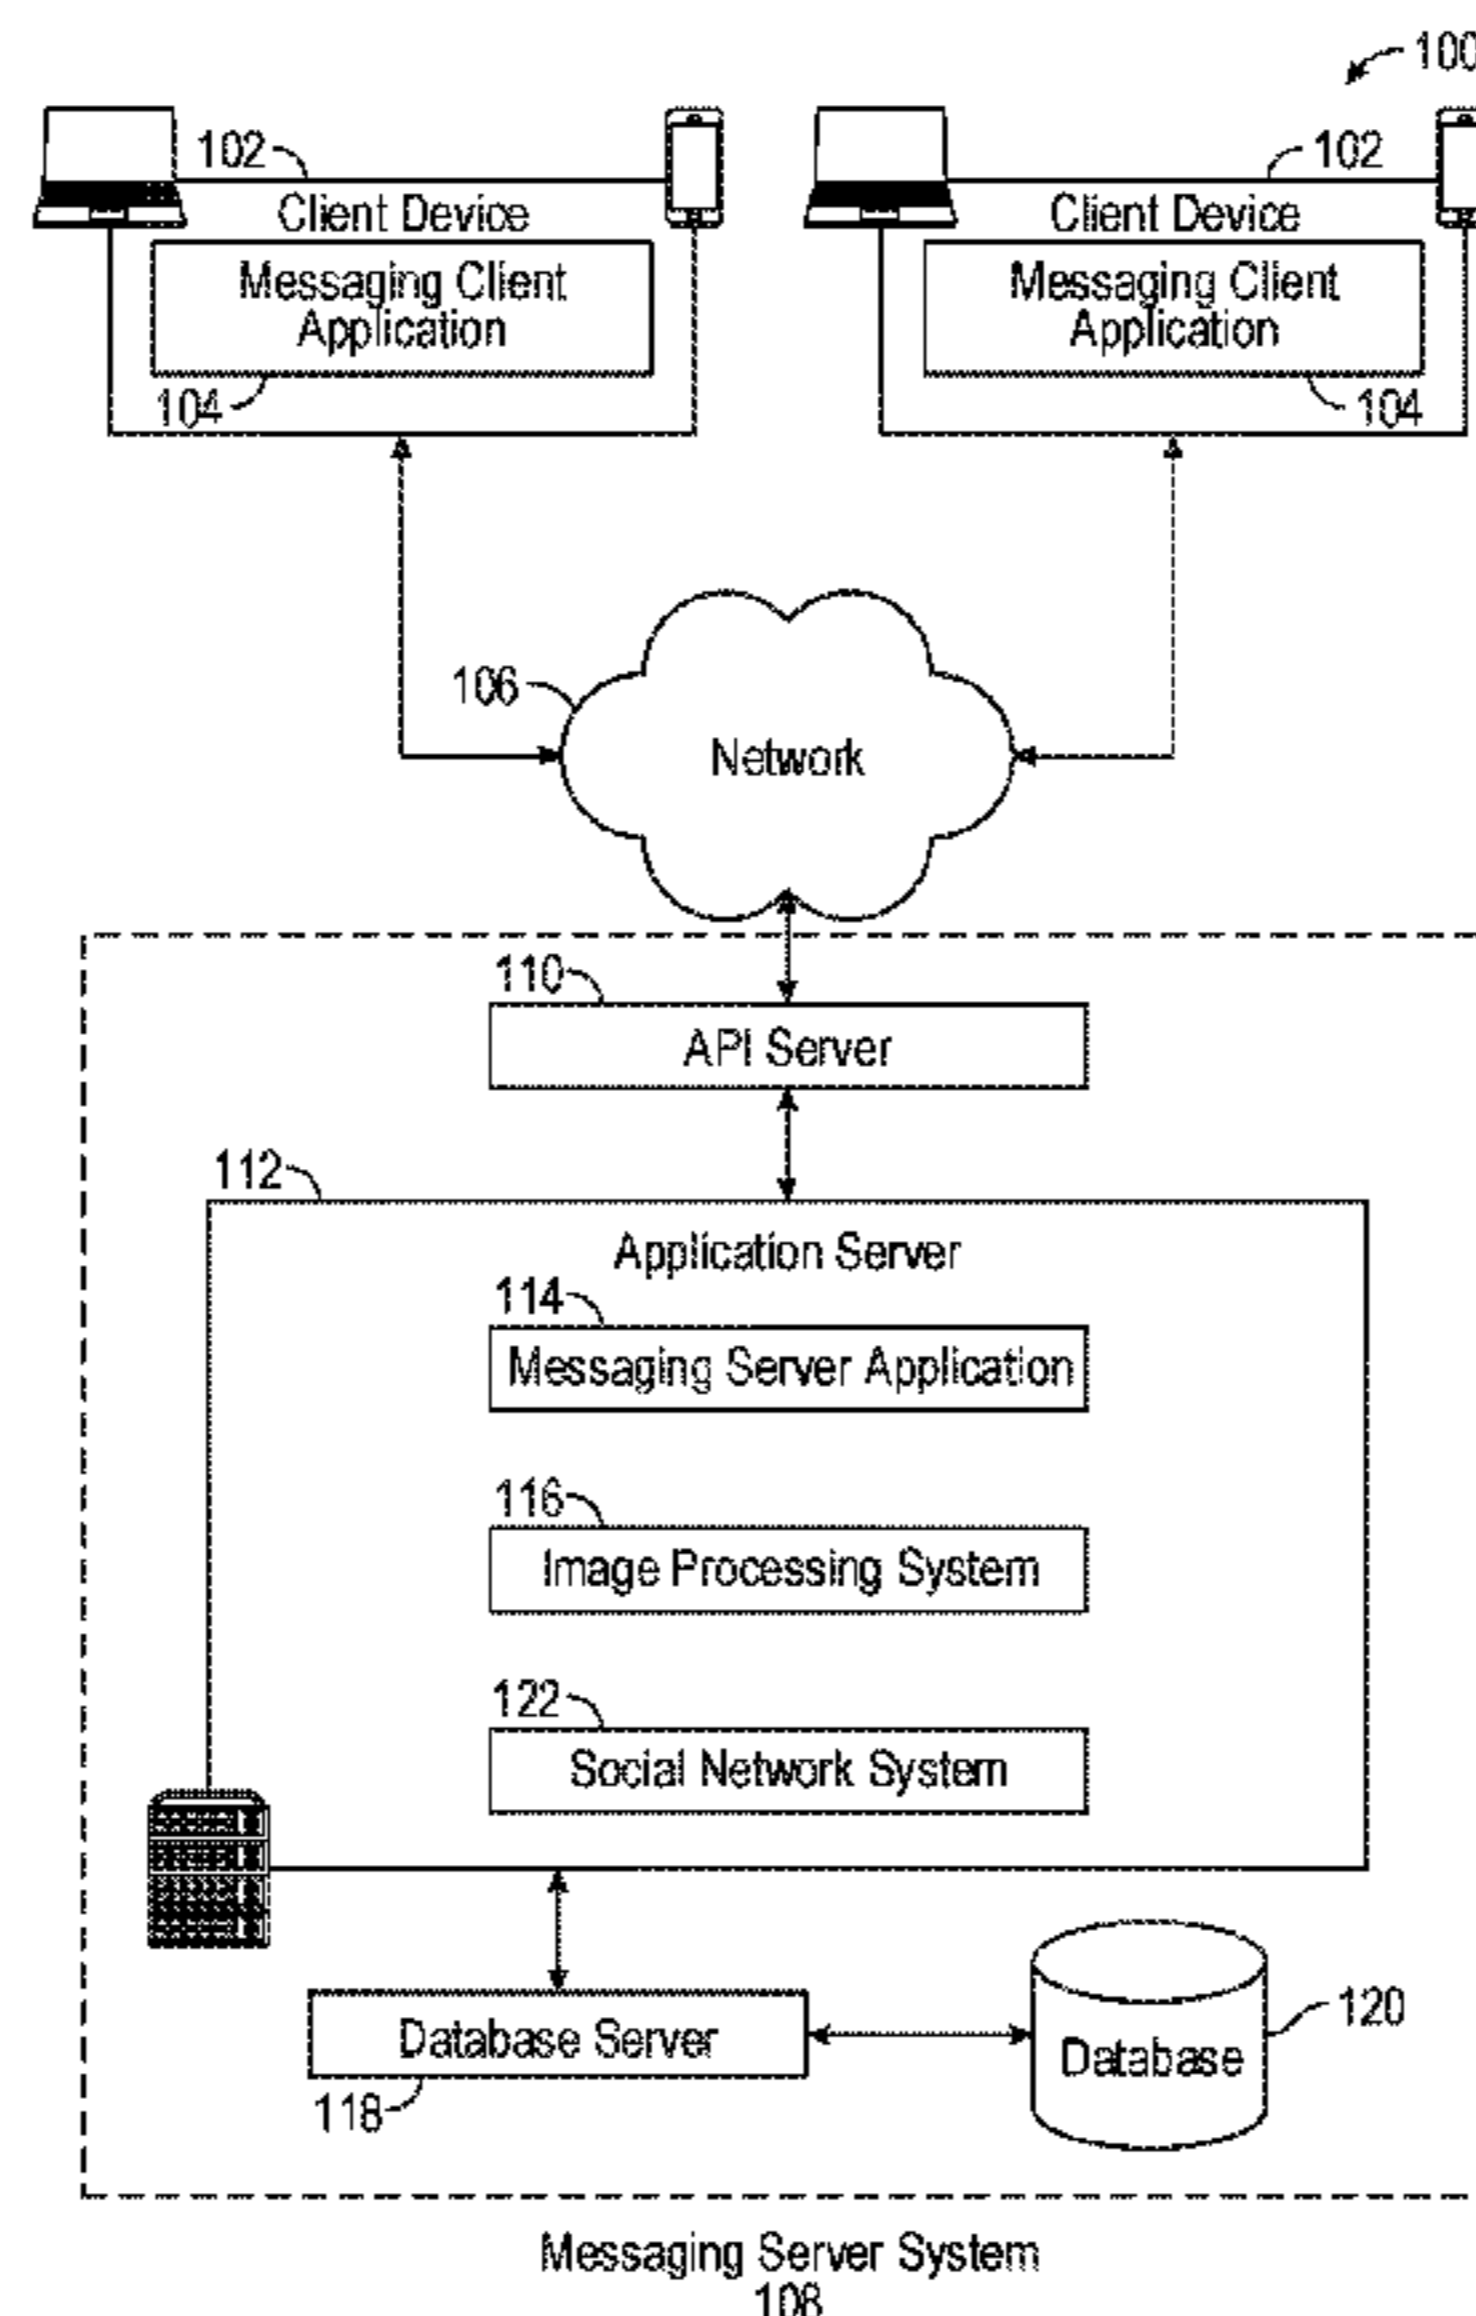 100
102
102
Client Device
Client Device
Messaging Client
Application
Messaging Client
Application
104
104
106
Network
110
API Server
112
Application Server
114
Messaging Server Application
116
Image Processing System
122
Social Network System
Database Server
118
Database
120
Messaging Server System
108